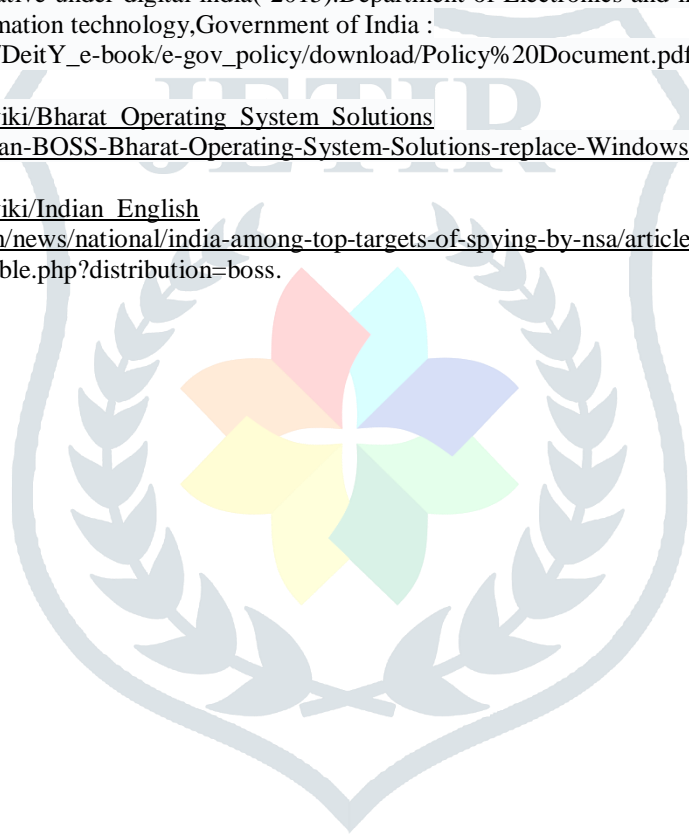 ative under digital india( 2015).Department of Electronics and in
mation technology,Government of India :
/DeitY_e-book/e-gov_policy/download/Policy%20Document.pdf
iki/Bharat_Operating_System_Solutions
an-BOSS-Bharat-Operating-System-Solutions-replace-Windows
JETIR
iki/Indian_English
n/news/national/india-among-top-targets-of-spying-by-nsa/article
ble.php?distribution=boss.